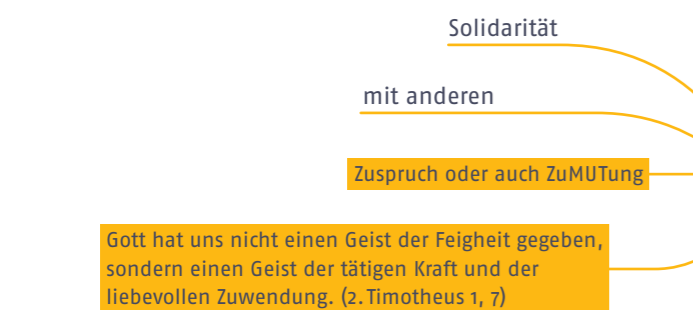 Solidarität
mit anderen
Zuspruch oder auch ZuMUTung
Gott hat uns nicht einen Geist der Feigheit gegeben,
sondern einen Geist der tätigen Kraft und der
liebevollen Zuwendung. (2. Timotheus 1, 7)